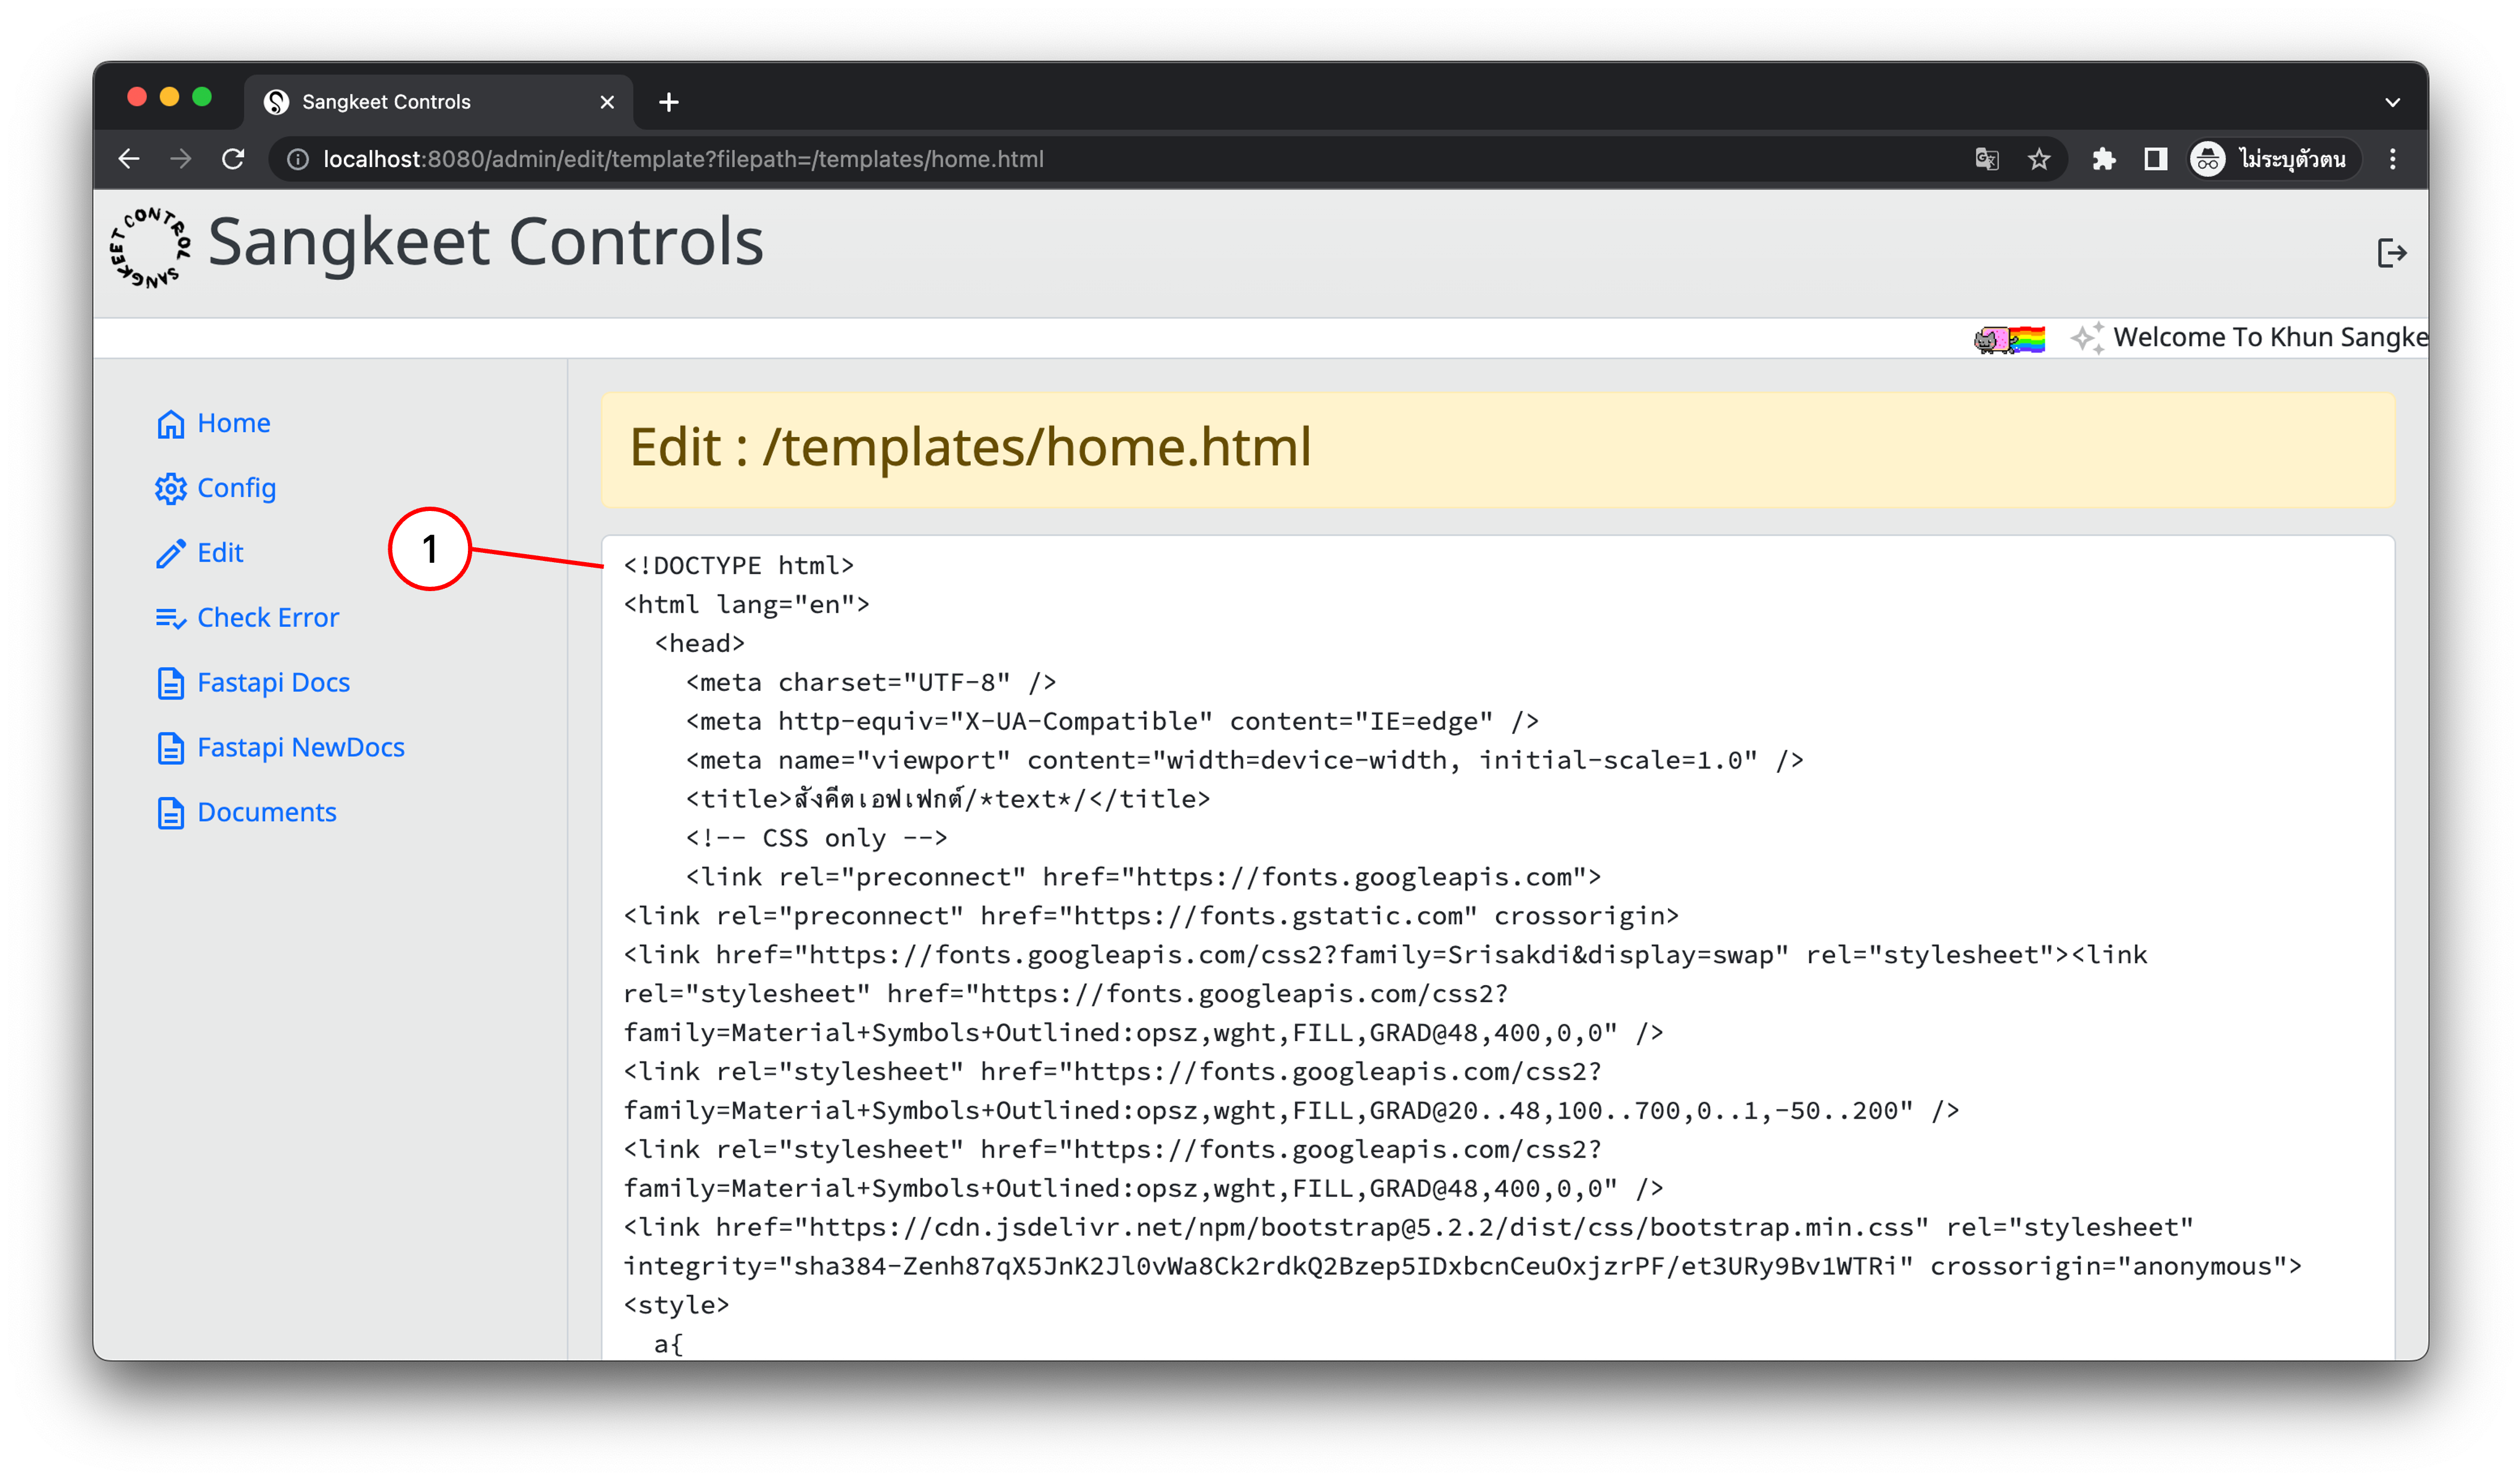 Sangkeet Controls
localhost:8080/admin/edit/template?filepath=/templates/home.html
ไม่ระบุตัวตน
SANGKEET CONTROL
Sangkeet Controls
Welcome To Khun Sangke
Home
Config
Edit
Check Error
Fastapi Docs
Fastapi NewDocs
Documents
1
Edit : /templates/home.html
<!DOCTYPE html>
<html lang="en">
<head>
<meta charset="UTF-8" />
<meta http-equiv="X-UA-Compatible" content="IE=edge" />
<meta name="viewport" content="width=device-width, initial-scale=1.0" />
<title>สังคีตเอฟเฟกต์/*text*/</title>
<!-- CSS only -->
<link rel="preconnect" href="https://fonts.googleapis.com">
<link rel="preconnect" href="https://fonts.gstatic.com" crossorigin>
<link href="https://fonts.googleapis.com/css2?family=Srisakdi&display=swap" rel="stylesheet"><link
rel="stylesheet" href="https://fonts.googleapis.com/css2?
family=Material+Symbols+Outlined:opsz,wght,FILL,GRAD@48,400,0,0" />
<link rel="stylesheet" href="https://fonts.googleapis.com/css2?
family=Material+Symbols+Outlined:opsz,wght,FILL,GRAD@20..48,100..700,0..1,-50..200" />
<link rel="stylesheet" href="https://fonts.googleapis.com/css2?
family=Material+Symbols+Outlined:opsz,wght,FILL,GRAD@48,400,0,0" />
<link href="https://cdn.jsdelivr.net/npm/bootstrap@5.2.2/dist/css/bootstrap.min.css" rel="stylesheet"
integrity="sha384-Zenh87qX5JnK2Jl0vWa8Ck2rdkQ2Bzep5IDxbcnCeuOxjzrPF/et3URy9Bv1WTRi" crossorigin="anonymous">
<style>
a{